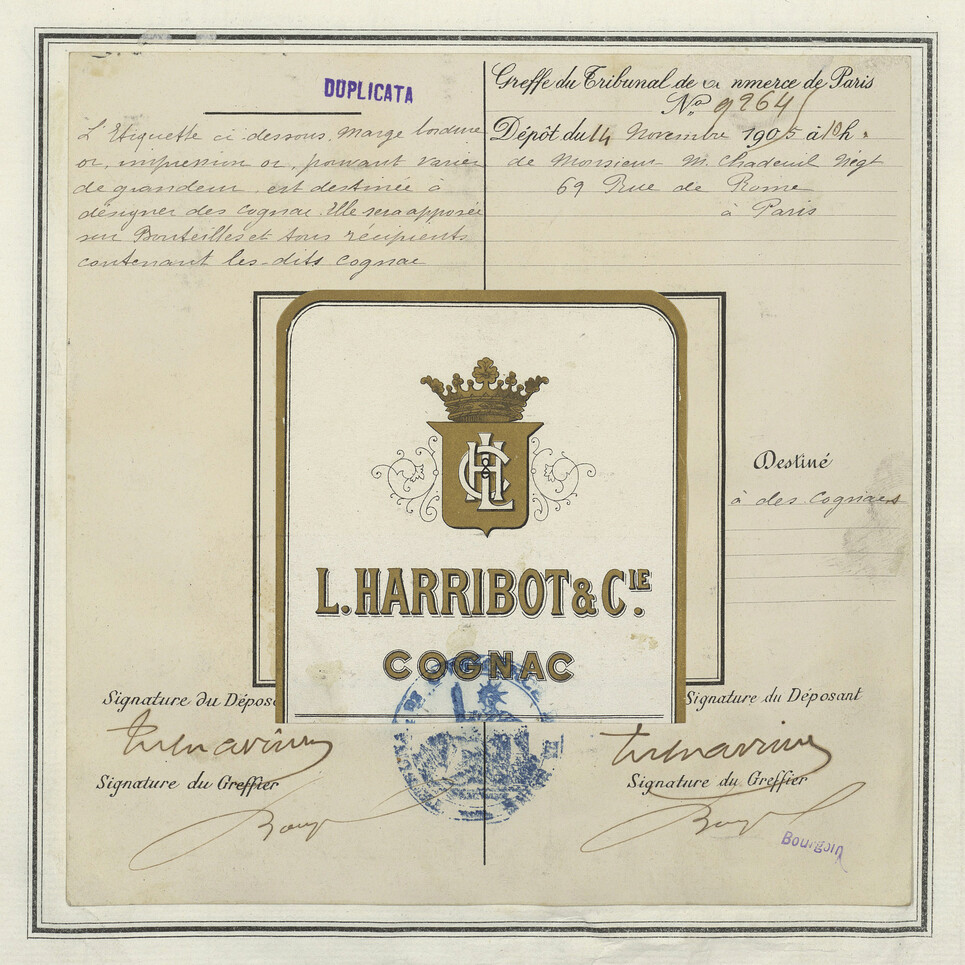 DUPLICATA
L'Etiquette ci-dessous, marge bordure
or, impression or, pouvant varier
de grandeur, est destinée à
désigner des Cognac. Elle sera apposée
sur Bouteilles et tous récipients
contenant les-dits Cognac
Greffe du Tribunal de Commerce de Paris
No 9264
Dépôt du 14 Novembre 1905 à 10h.
de Monsieur M. Chadeuil Négt
69 Rue de Rome
à Paris
L. HARRIBOT & CIE.
COGNAC
Destiné
à des Cognacs
Signature du Dépos
Signature du Greffier
Signature du Déposant
Signature du Greffier
Bourgoin